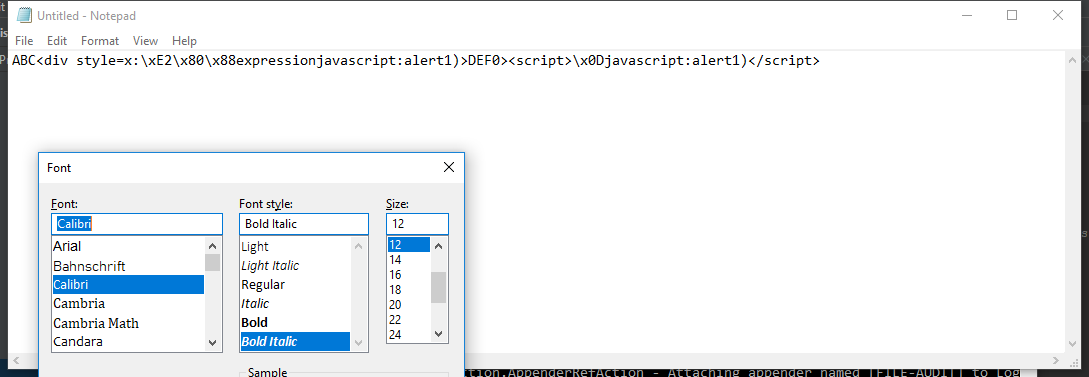 Untitled - Notepad
File Edit Format View Help
ABC<div style=x:\xE2\x80\x88expressionjavascript:alert1)>DEF0><script>\x0Djavascript:alert1)</script>
Font
Font: Font style: Size:
Calibri Bold Italic 12
Arial Light 12
Bahnschrift Light Italic 14
Calibri Regular 16
Cambria Italic 18
Cambria Math Bold 20
Candara Bold Italic 22
24
Sample
ction.AppenderRefAction - Attaching appender named [FILE-AUDIT] to Log